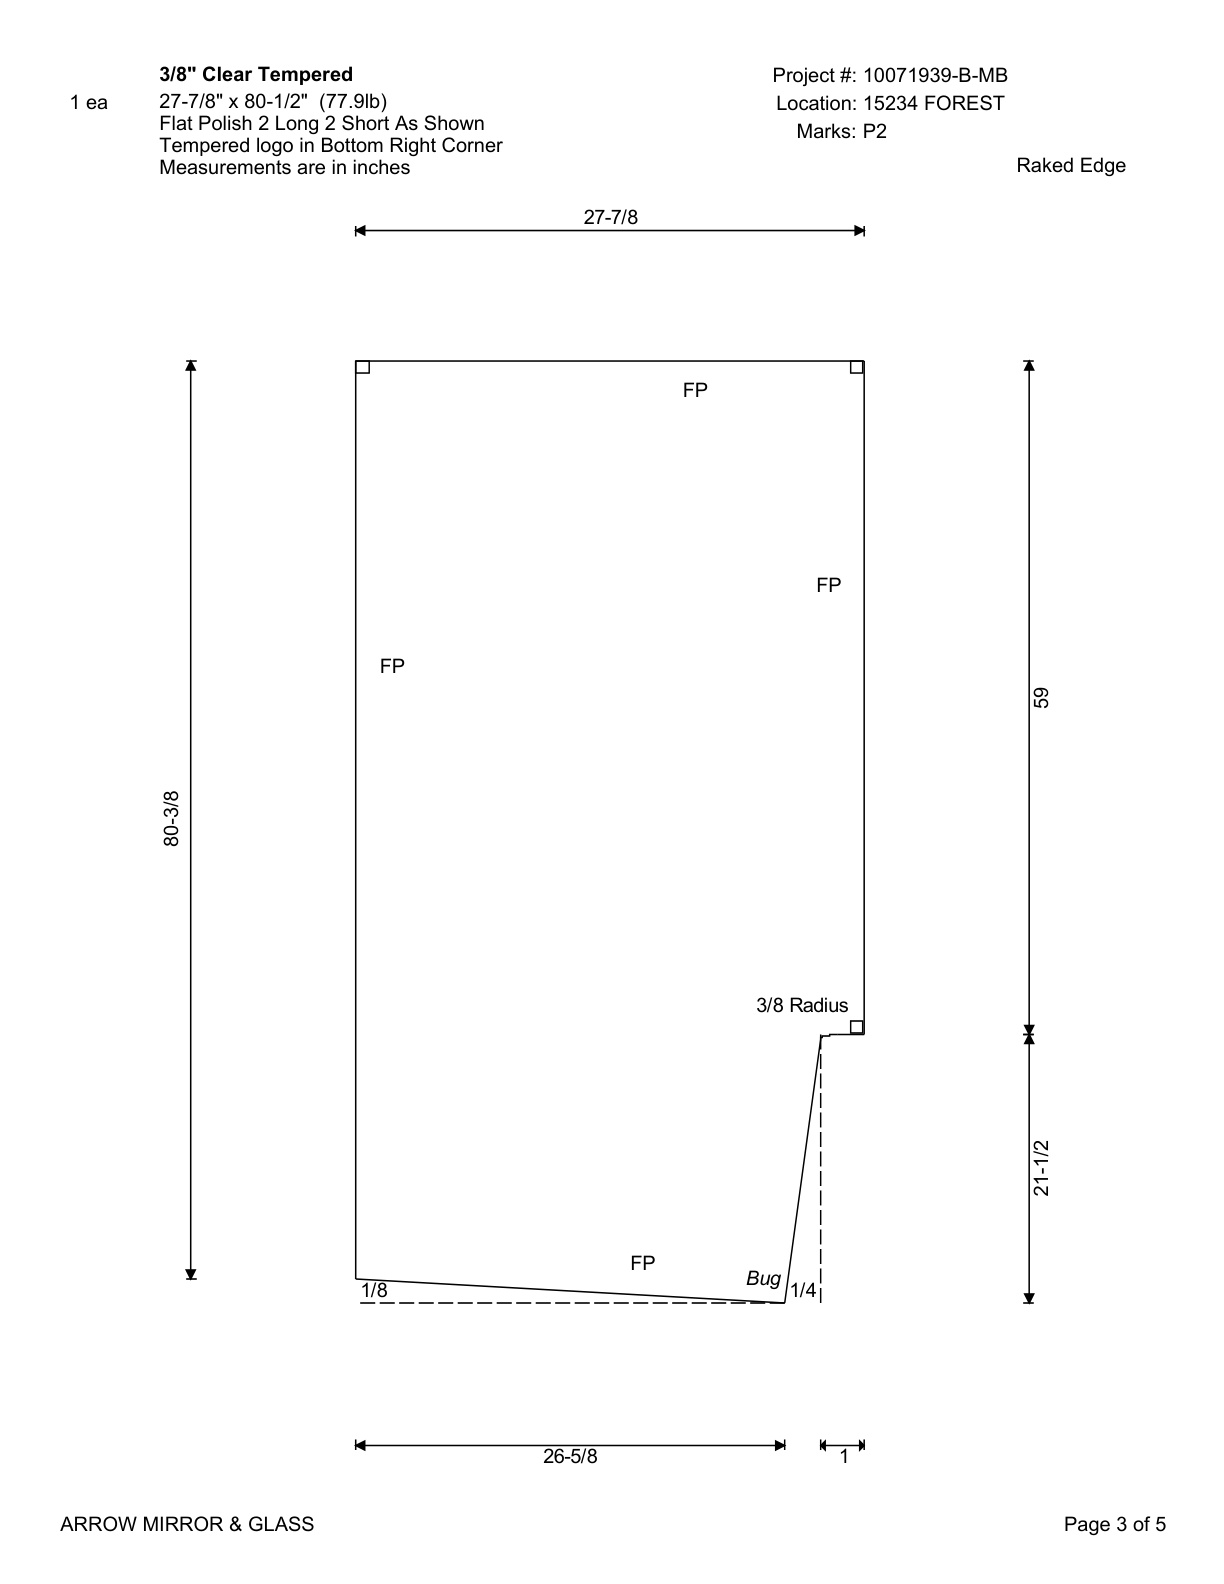 3/8" Clear Tempered
1 ea
27-7/8" x 80-1/2" (77.9lb)
Flat Polish 2 Long 2 Short As Shown
Tempered logo in Bottom Right Corner
Measurements are in inches
Project #: 10071939-B-MB
Location: 15234 FOREST
Marks: P2
Raked Edge
27-7/8
FP
FP
FP
59
80-3/8
3/8 Radius
21-1/2
FP
Bug
1/8
1/4
26-5/8
1
ARROW MIRROR & GLASS
Page 3 of 5